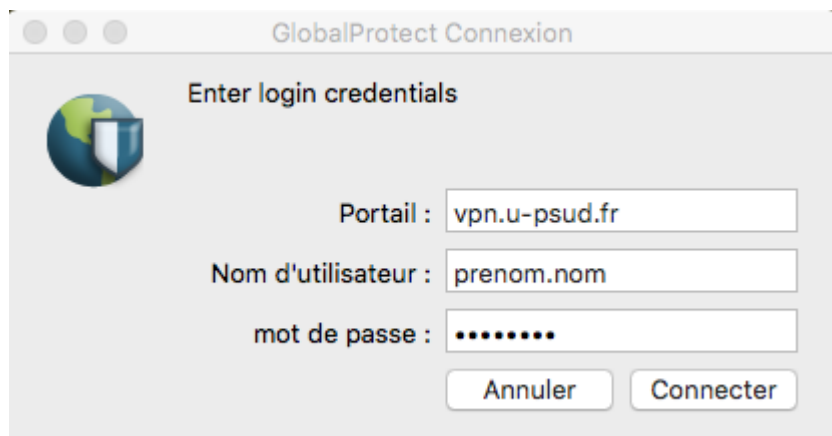 GlobalProtect Connexion
Enter login credentials
Portail : vpn.u-psud.fr
Nom d'utilisateur : prenom.nom
mot de passe : ••••••••
Annuler Connecter